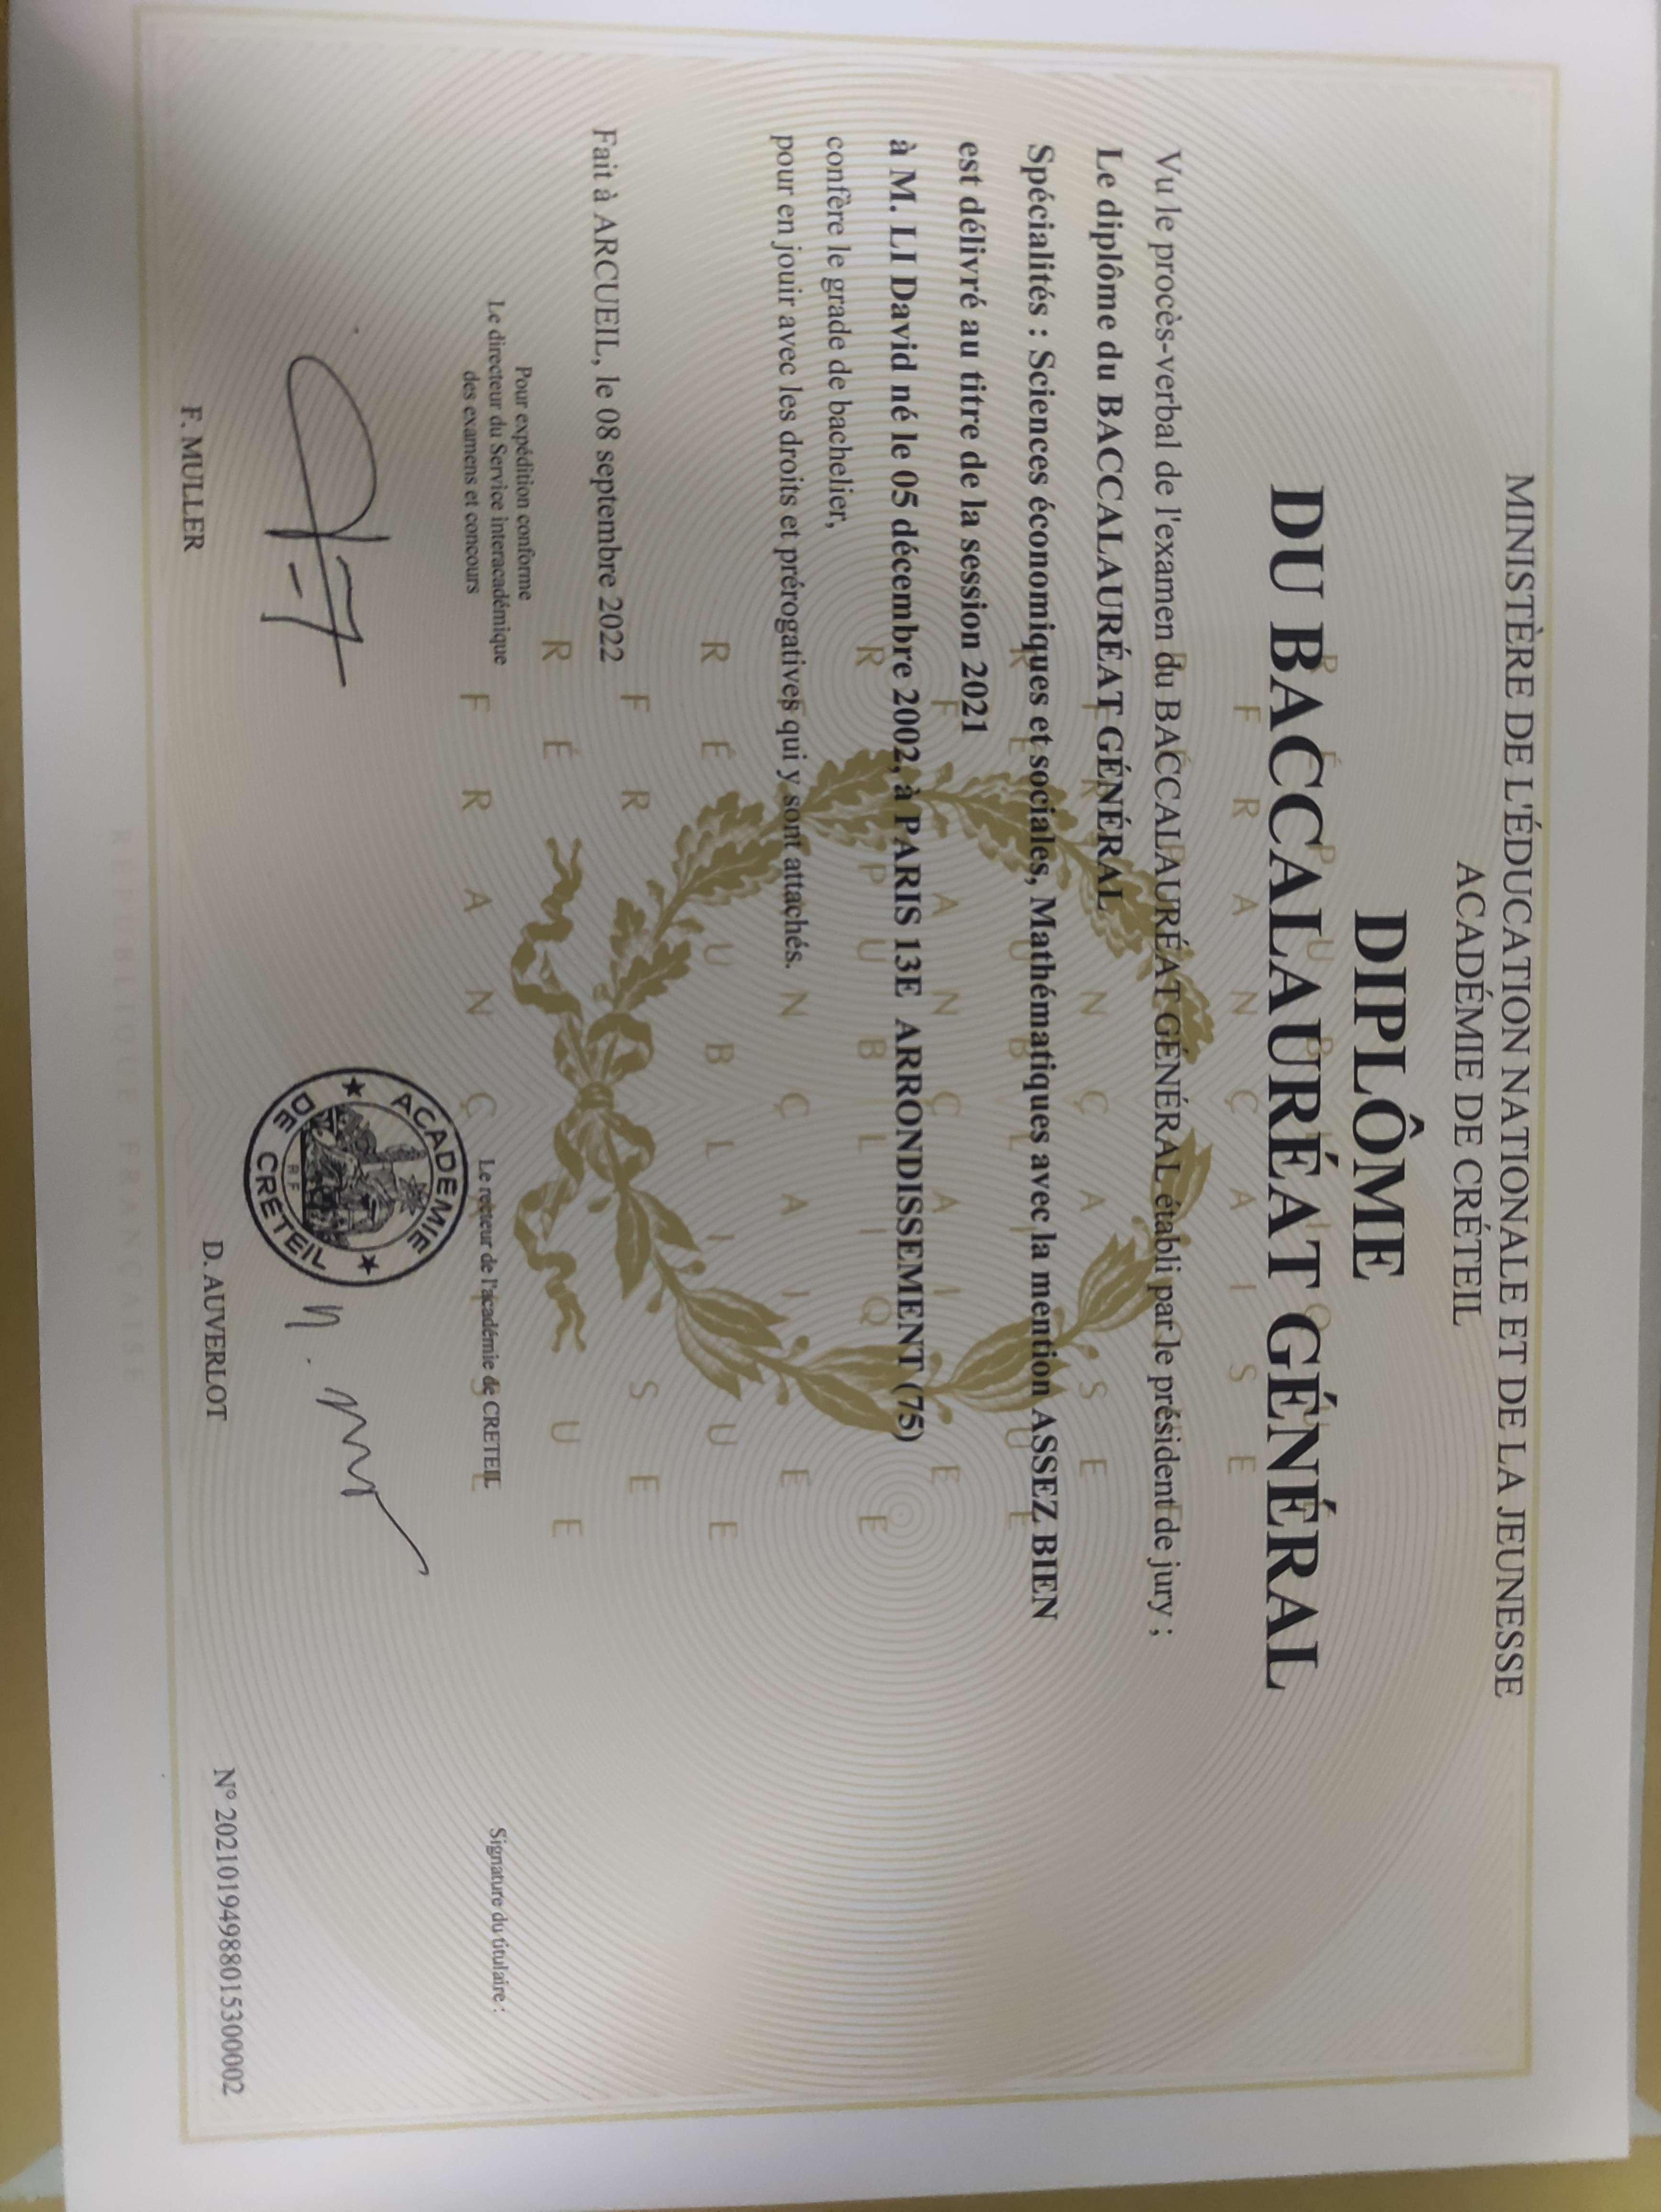 MINISTÈRE DE L'ÉDUCATION NATIONALE ET DE LA JEUNESSE
ACADÉMIE DE CRÉTEIL
DIPLÔME
DU BACCALAURÉAT GÉNÉRAL
Vu le procès-verbal de l'examen du BACCALAURÉAT GÉNÉRAL établi par le président de jury ;
Le diplôme du BACCALAURÉAT GÉNÉRAL
Spécialités : Sciences économiques et sociales, Mathématiques avec la mention ASSEZ BIEN
est délivré au titre de la session 2021
à M. LI David né le 05 décembre 2002, à PARIS 13E ARRONDISSEMENT (75)
confère le grade de bachelier,
pour en jouir avec les droits et prérogatives qui y sont attachés.
Fait à ARCUEIL, le 08 septembre 2022
Pour expédition conforme
Le directeur du Service interacadémique
des examens et concours
F. MULLER
Le recteur de l'académie de CRETEIL
ACADÉMIE
DE CRÉTEIL
RF
D. AUVERLOT
Signature du titulaire :
N° 20210194988015300002
RÉPUBLIQUE FRANÇAISE